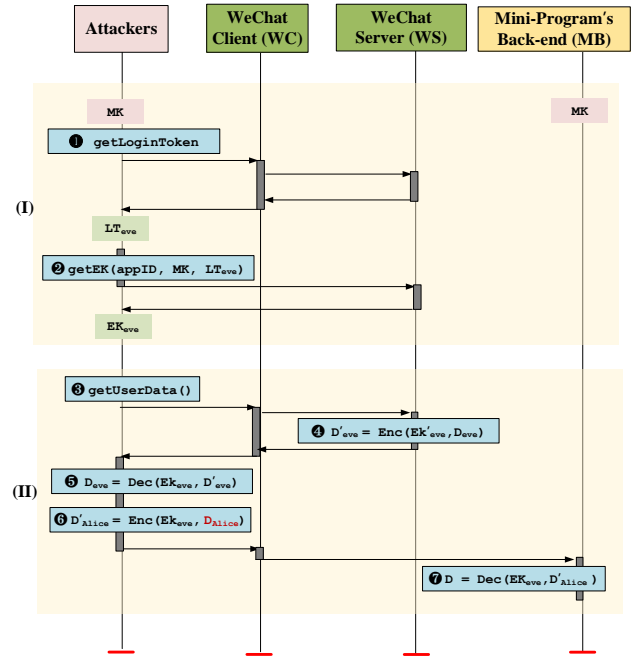 Attackers
WeChat
Client (WC)
WeChat
Server (WS)
Mini-Program's
Back-end (MB)
MK
MK
❶ getLoginToken
(I)
LTeve
❷ getEK(appID, MK, LTeve)
EKeve
❸ getUserData()
❹ D'eve = Enc(Ek'eve,Deve)
❺ Deve = Dec(Ekeve,D'eve)
(II)
❻ D'Alice = Enc(Ekeve,DAlice)
❼ D = Dec(EKeve,D'Alice )